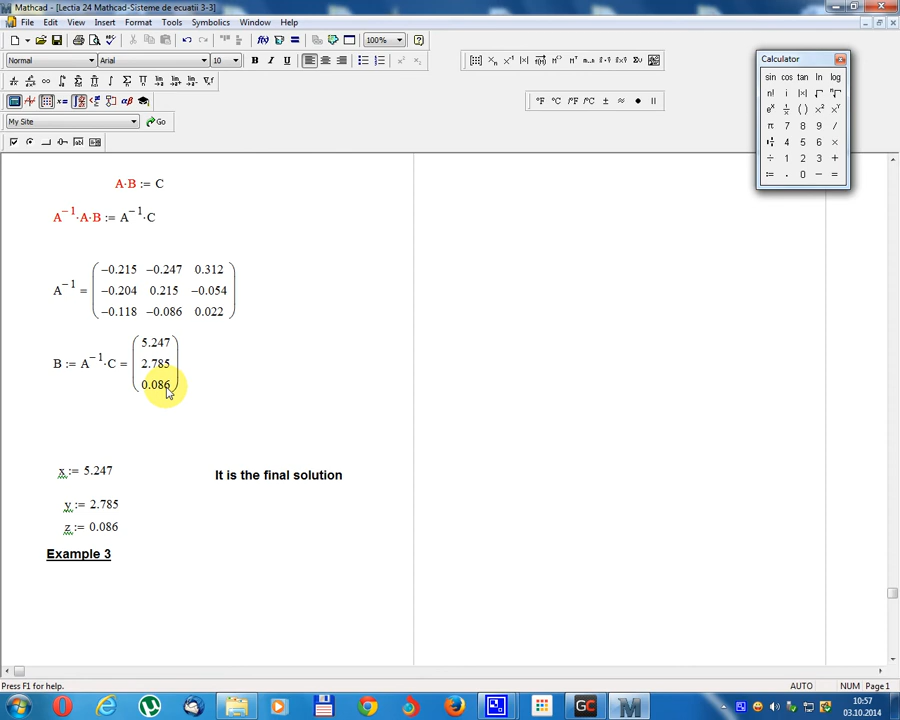 Mathcad - [Lectia 24 Mathcad-Sisteme de ecuatii 3-3]
File Edit View Insert Format Tools Symbolics Window Help
100%
Normal Arial 10 B I U
My Site Go
Calculator
sin cos tan ln log
n! i |×| √ ⁿ√
eˣ 1/x ( ) x² xʸ
π 7 8 9 /
4 5 6 ×
÷ 1 2 3 +
:= . 0 − =
°F °C °F °C ± ≈ ●
A·B := C
A⁻¹·A·B := A⁻¹·C
−0.215 −0.247 0.312
A⁻¹ = −0.204 0.215 −0.054
−0.118 −0.086 0.022
5.247
B := A⁻¹·C = 2.785
0.086
x := 5.247 It is the final solution
y := 2.785
z := 0.086
Example 3
Press F1 for help. AUTO NUM Page 1
10:57
03.10.2014